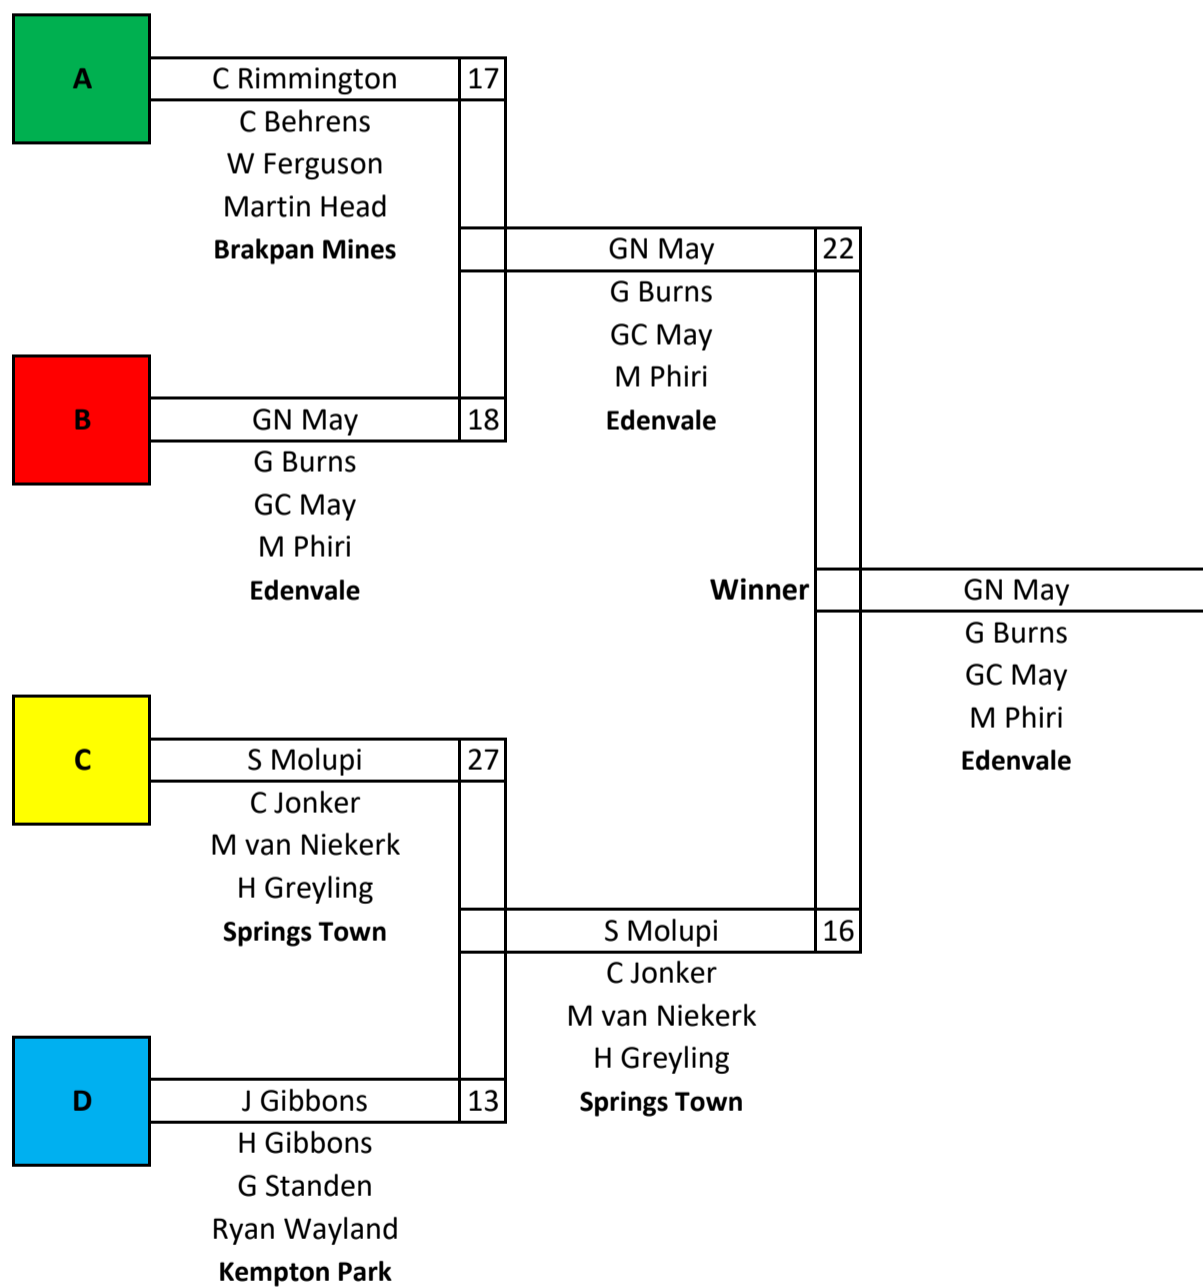 A
C Rimmington 17
C Behrens
W Ferguson
Martin Head
Brakpan Mines
B
GN May 18
G Burns
GC May
M Phiri
Edenvale
C
S Molupi 27
C Jonker
M van Niekerk
H Greyling
Springs Town
D
J Gibbons 13
H Gibbons
G Standen
Ryan Wayland
Kempton Park
GN May 22
G Burns
GC May
M Phiri
Edenvale
S Molupi 16
C Jonker
M van Niekerk
H Greyling
Springs Town
Winner
GN May
G Burns
GC May
M Phiri
Edenvale